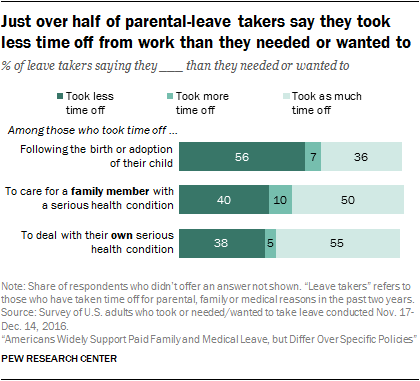 Just over half of parental-leave takers say they took
less time off from work than they needed or wanted to
% of leave takers saying they ____ than they needed or wanted to
Took less time off
Took more time off
Took as much time off
Among those who took time off ...
Following the birth or adoption
of their child
56 7 36
To care for a family member with
a serious health condition
40 10 50
To deal with their own serious
health condition
38 5 55
Note: Share of respondents who didn't offer an answer not shown. "Leave takers" refers to
those who have taken time off for parental, family or medical reasons in the past two years.
Source: Survey of U.S. adults who took or needed/wanted to take leave conducted Nov. 17-
Dec. 14, 2016.
"Americans Widely Support Paid Family and Medical Leave, but Differ Over Specific Policies"
PEW RESEARCH CENTER